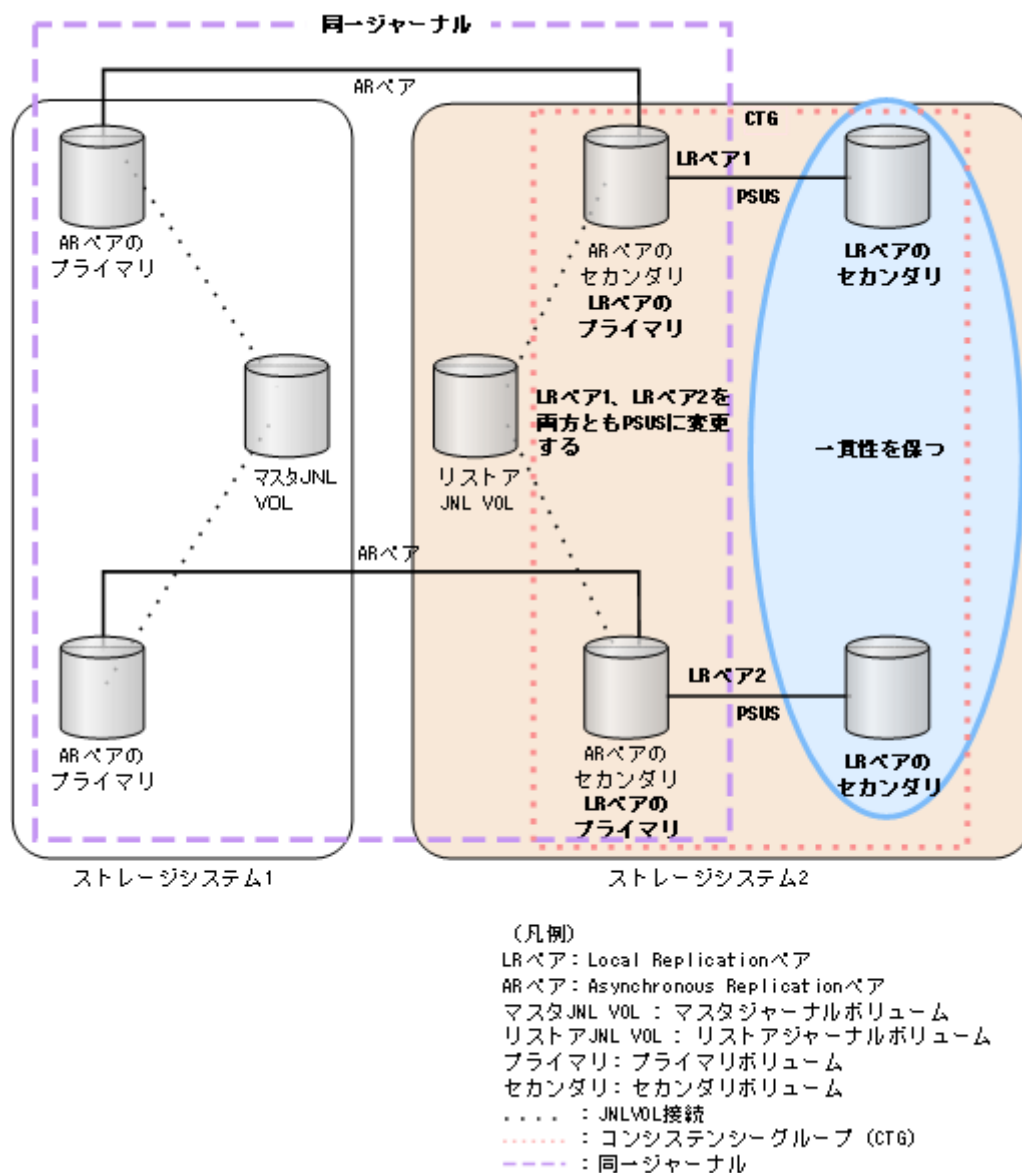 同一ジャーナル
ARペア
CTG
LRペア1
PSUS
ARペアの
プライマリ
ARペアの
セカンダリ
LRペアの
プライマリ
LRペアの
セカンダリ
マスタJNL
VOL
リストア
JNL VOL
LRペア1、LRペア2を
両方ともPSUSに変更
する
一貫性を保つ
ARペア
LRペア2
PSUS
ARペアの
プライマリ
ARペアの
セカンダリ
LRペアの
プライマリ
LRペアの
セカンダリ
ストレージシステム1
ストレージシステム2
（凡例）
LRペア：Local Replicationペア
ARペア：Asynchronous Replicationペア
マスタJNL VOL：マスタジャーナルボリューム
リストアJNL VOL：リストアジャーナルボリューム
プライマリ：プライマリボリューム
セカンダリ：セカンダリボリューム
：JNLVOL接続
：コンシステンシーグループ（CTG）
：同一ジャーナル